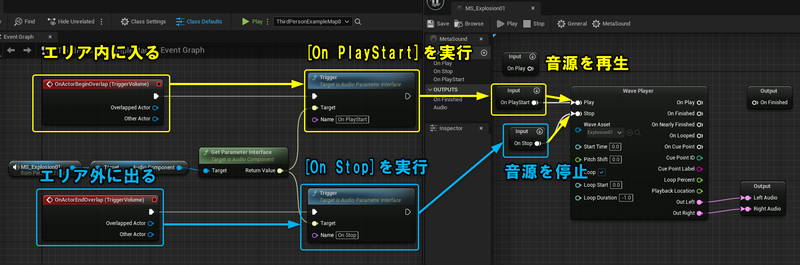 MS_Explosion01
Find
Hide Unrelated
Class Settings
Class Defaults
Play
ThirdPersonExampleMap8
Save
Browse
Play
Stop
MetaSound
Event Graph
Event Graph
エリア内に入る
[On PlayStart]を実行
音源を再生
OnActorBeginOverlap (TriggerVolume)
Overlapped Actor
Other Actor
Trigger
Target is Audio Parameter Interface
Target
Name On PlayStart
MetaSound
On Play
On Stop
On PlayStart
OUTPUTS
On Finished
Audio
Inspector
Input
On Play
Input
On PlayStart
Input
On Stop
Wave Player
Play
Stop
Wave Asset
Explosion01
Start Time 0.0
Pitch Shift 0.0
Loop
Loop Start 0.0
Loop Duration -1.0
On Play
On Finished
On Nearly Finished
On Looped
On Cue Point
Cue Point ID
Cue Point Label
Loop Percent
Playback Location
Out Left
Out Right
Output
On Finished
Output
Left Audio
Right Audio
MS_Explosion01
Target
Audio Component
Get Parameter Interface
Target is Audio Component
Target
Return Value
[On Stop]を実行
音源を停止
エリア外に出る
OnActorEndOverlap (TriggerVolume)
Overlapped Actor
Other Actor
Trigger
Target is Audio Parameter Interface
Target
Name On Stop